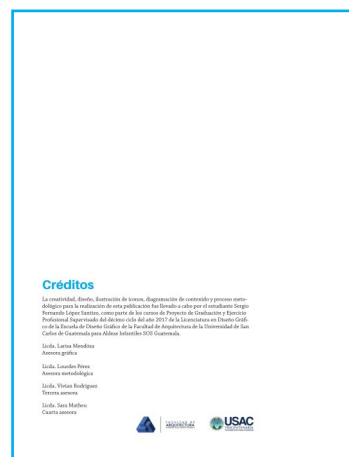 Créditos
La creatividad, diseño, ilustración de íconos, diagramación de contenido y proceso meto-
dológico para la realización de esta publicación fue llevado a cabo por el estudiante Sergio
Fernando López Santizo, como parte de los cursos de Proyecto de Graduación y Ejercicio
Profesional Supervisado del décimo ciclo del año 2017 de la Licenciatura en Diseño Gráfi-
co de la Escuela de Diseño Gráfico de la Facultad de Arquitectura de la Universidad de San
Carlos de Guatemala para Aldeas Infantiles SOS Guatemala.
Licda. Larisa Mendóza
Asesora gráfica
Licda. Lourdes Pérez
Asesora metodológica
Licda. Vivian Rodríguez
Tercera asesora
Licda. Sara Matheu
Cuarta asesora
FACULTAD DE
ARQUITECTURA
USAC
TRICENTENARIA